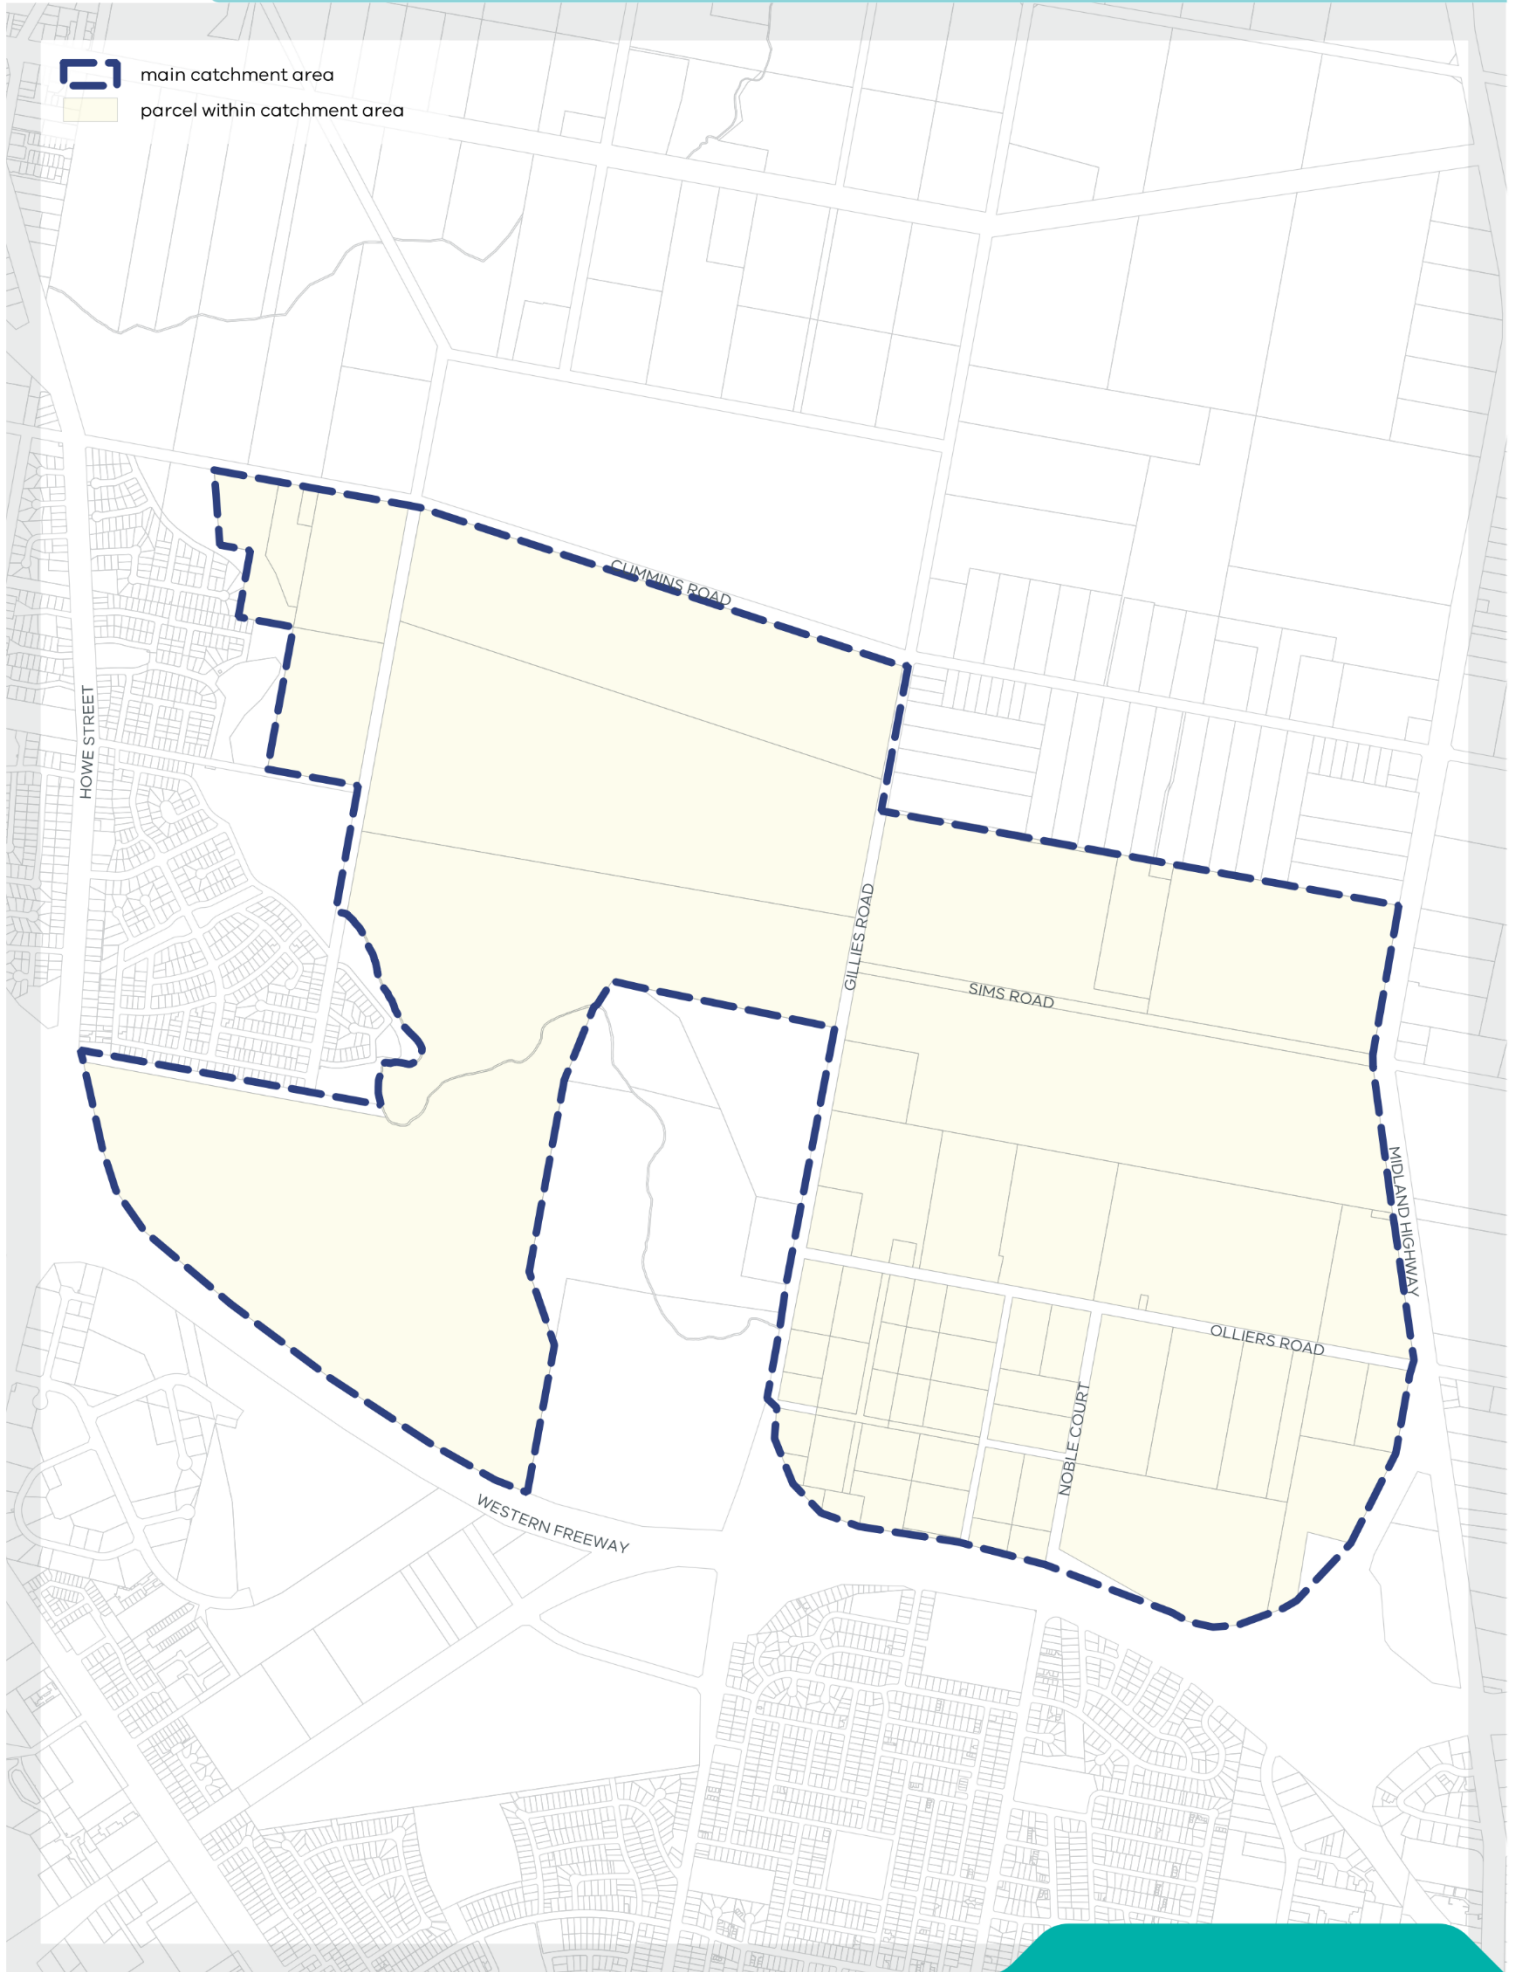 main catchment area
parcel within catchment area
CUMMINS ROAD
HOWE STREET
GILLIES ROAD
SIMS ROAD
MIDLAND HIGHWAY
OLLIERS ROAD
NOBLE COURT
WESTERN FREEWAY